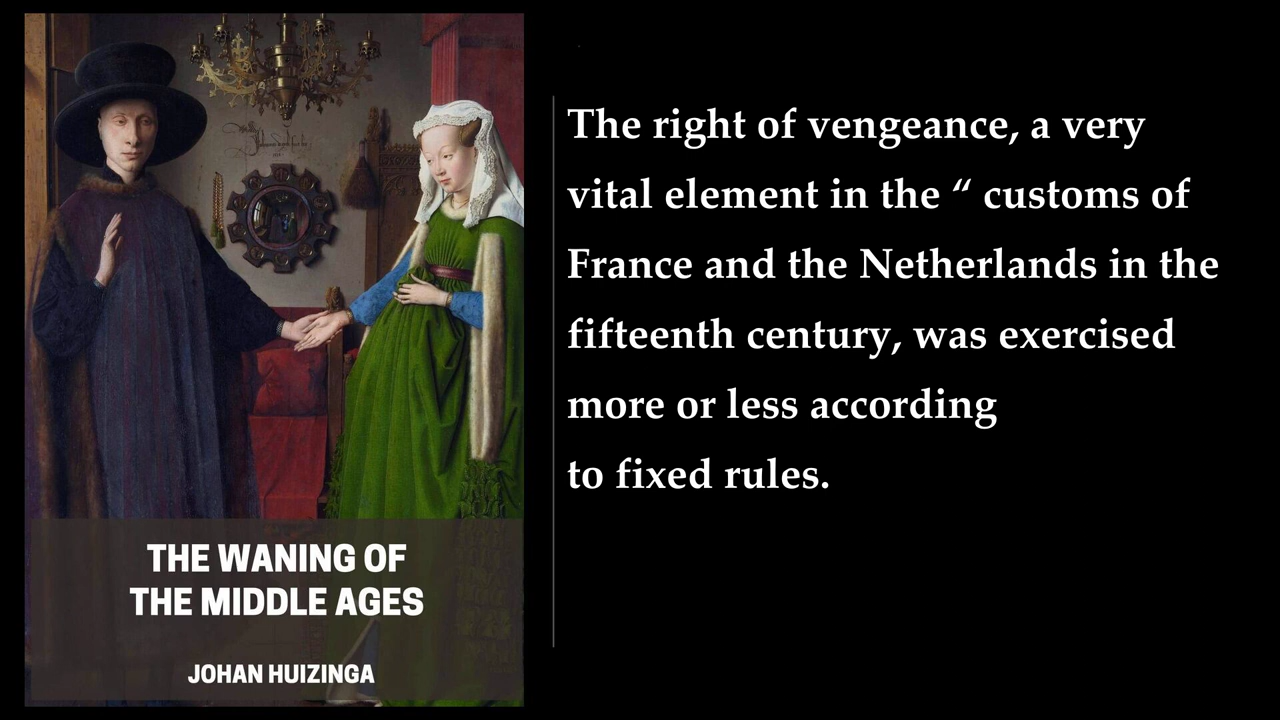 THE WANING OF
THE MIDDLE AGES
JOHAN HUIZINGA
The right of vengeance, a very
vital element in the “ customs of
France and the Netherlands in the
fifteenth century, was exercised
more or less according
to fixed rules.